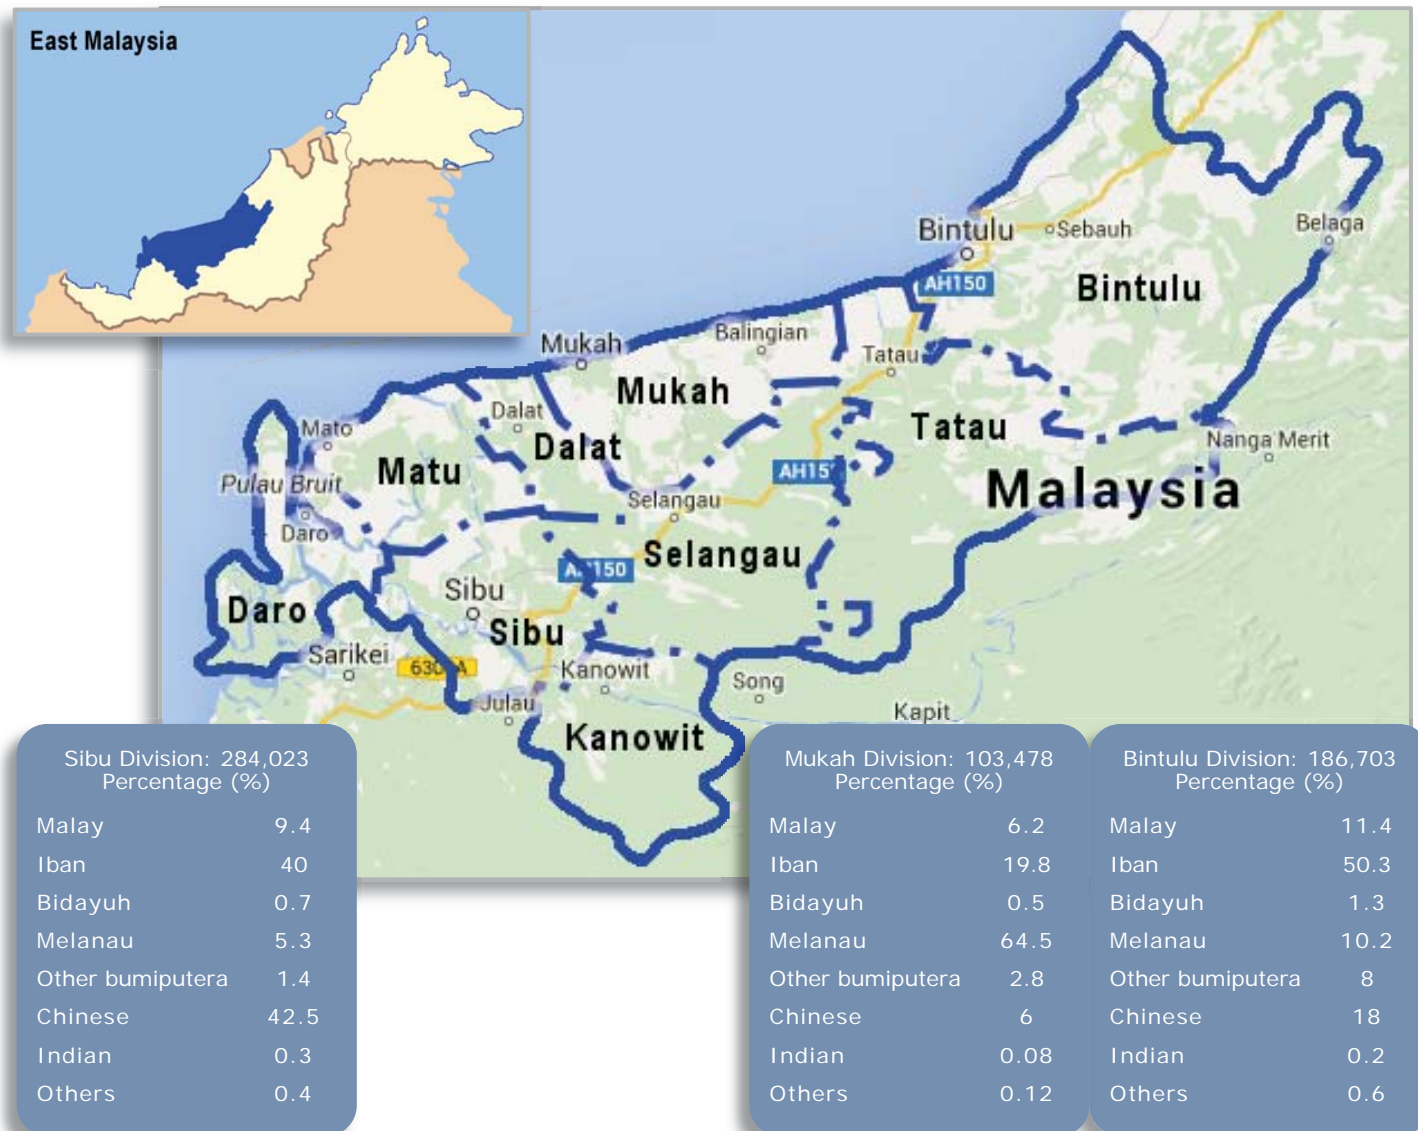 East Malaysia
Bintulu
Sebauh
Belaga
AH150
Bintulu
Mukah
Balingian
Tatau
Mukah
Dalat
Dalat
Tatau
Mato
Matu
Nanga Merit
Pulau Bruit
AH15
Malaysia
Selangau
Daro
Selangau
A 150
Sibu
Daro
Sibu
Sarikei
630 A
Kanowit
Song
Julau
Kapit
Kanowit
Sibu Division: 284,023
Percentage (%)
Malay 9.4
Iban 40
Bidayuh 0.7
Melanau 5.3
Other bumiputera 1.4
Chinese 42.5
Indian 0.3
Others 0.4
Mukah Division: 103,478
Percentage (%)
Malay 6.2
Iban 19.8
Bidayuh 0.5
Melanau 64.5
Other bumiputera 2.8
Chinese 6
Indian 0.08
Others 0.12
Bintulu Division: 186,703
Percentage (%)
Malay 11.4
Iban 50.3
Bidayuh 1.3
Melanau 10.2
Other bumiputera 8
Chinese 18
Indian 0.2
Others 0.6